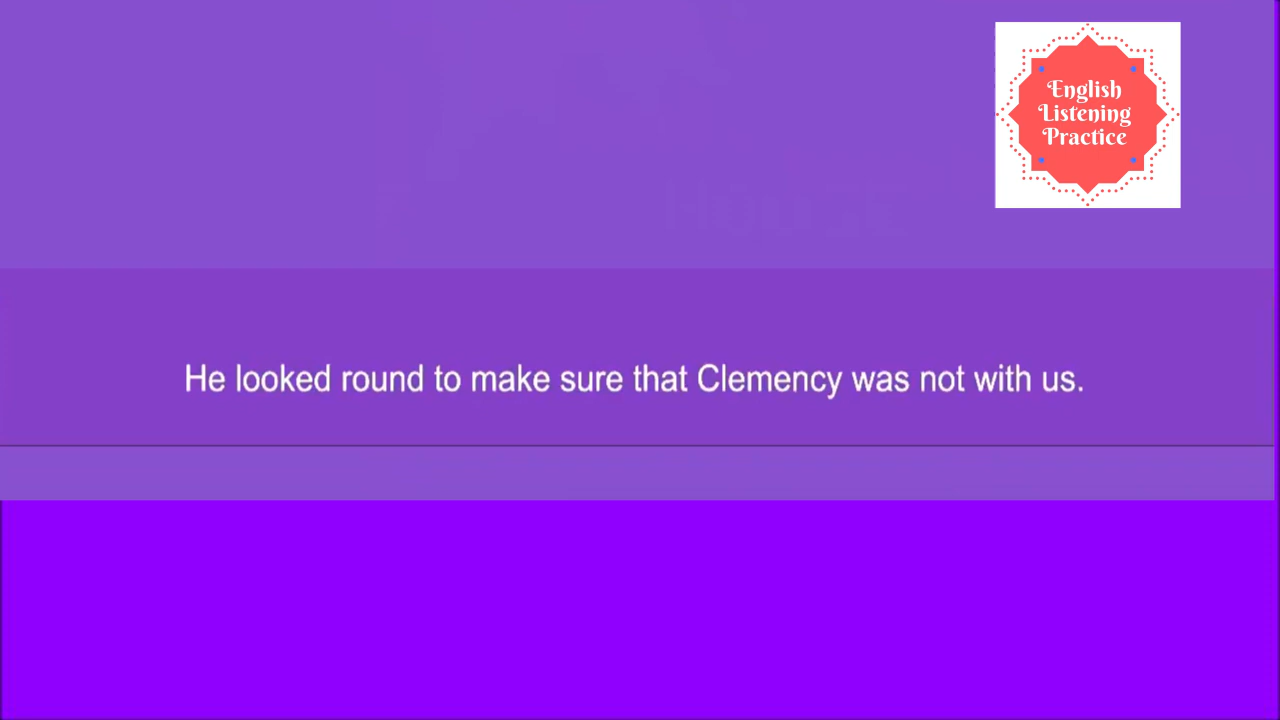 English
Listening
Practice
He looked round to make sure that Clemency was not with us.